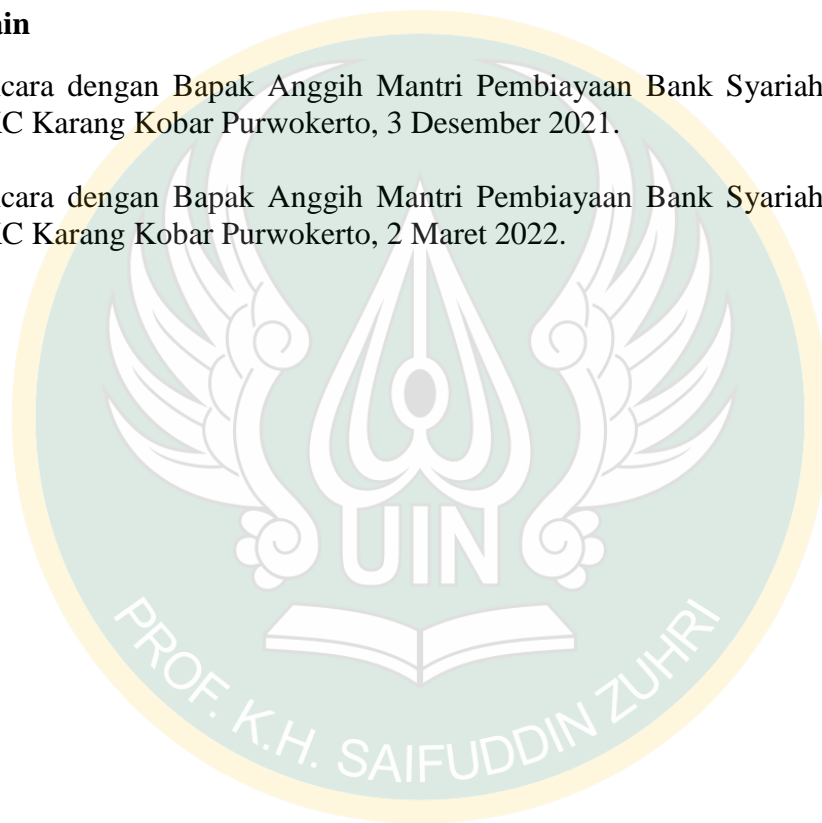 ain
cara dengan Bapak Anggih Mantri Pembiayaan Bank Syariah
C Karang Kobar Purwokerto, 3 Desember 2021.
cara dengan Bapak Anggih Mantri Pembiayaan Bank Syariah
C Karang Kobar Purwokerto, 2 Maret 2022.
UIN
PROF. K.H. SAIFUDDIN ZUHRI